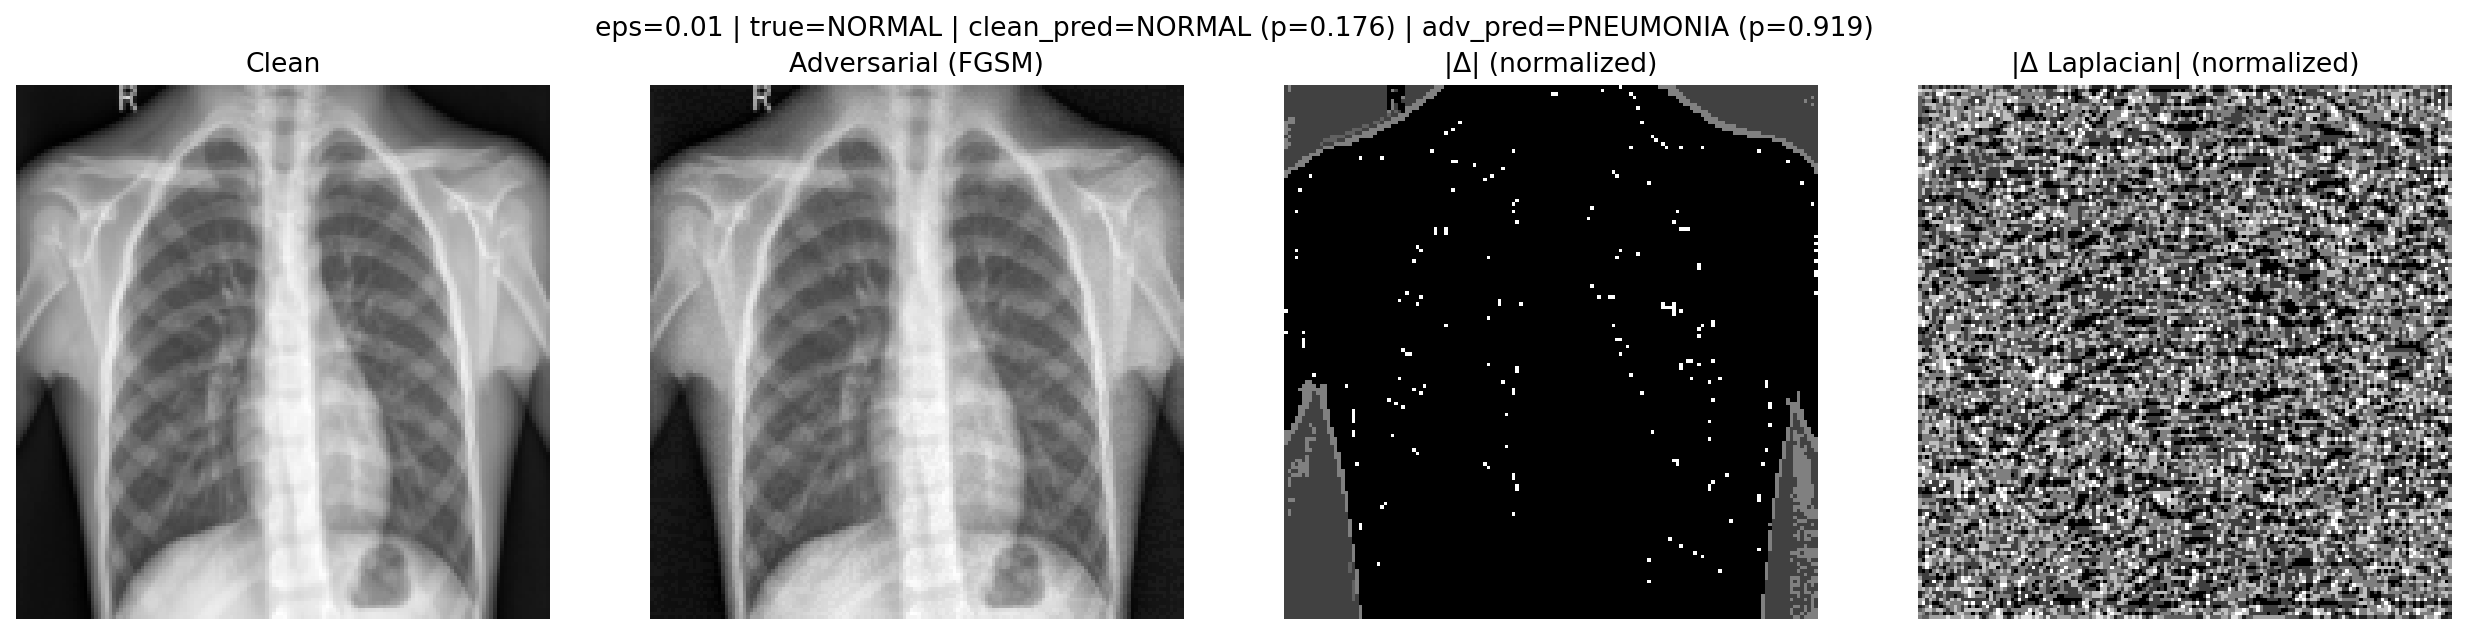 eps=0.01 | true=NORMAL | clean_pred=NORMAL (p=0.176) | adv_pred=PNEUMONIA (p=0.919)
Clean
Adversarial (FGSM)
|Δ| (normalized)
|Δ Laplacian| (normalized)
R
R